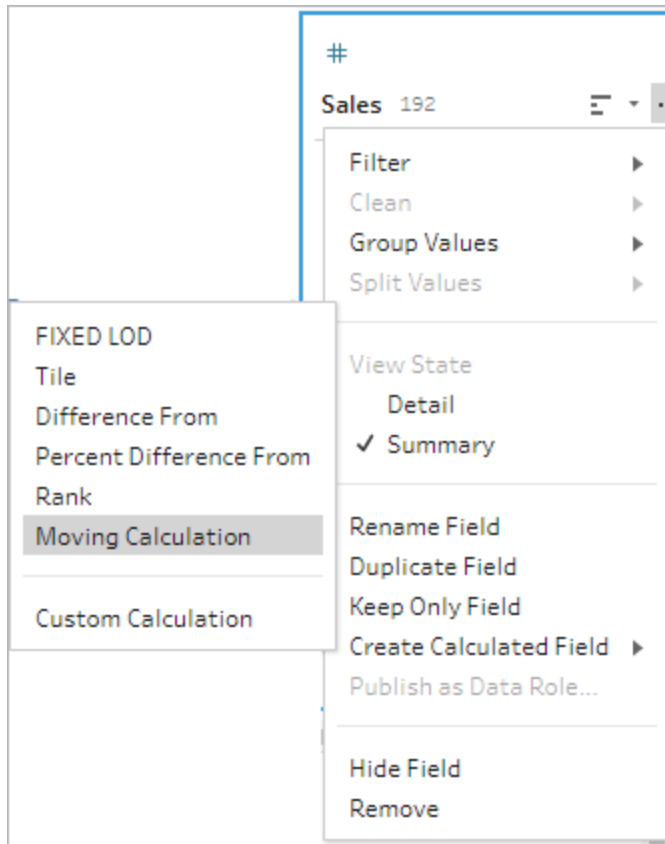 #
Sales 192
Filter
Clean
Group Values
Split Values
View State
Detail
✓ Summary
Rename Field
Duplicate Field
Keep Only Field
Create Calculated Field
Publish as Data Role...
Hide Field
Remove
FIXED LOD
Tile
Difference From
Percent Difference From
Rank
Moving Calculation
Custom Calculation